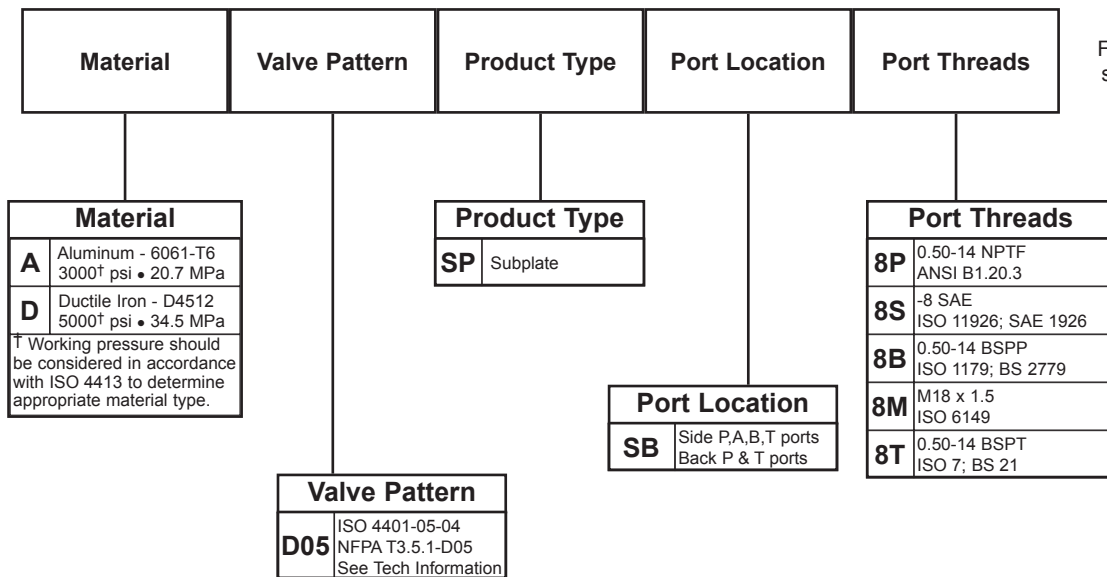 Material
Valve Pattern
Product Type
Port Location
Port Threads
F
s
Material
A
Aluminum - 6061-T6
3000† psi • 20.7 MPa
D
Ductile Iron - D4512
5000† psi • 34.5 MPa
† Working pressure should
be considered in accordance
with ISO 4413 to determine
appropriate material type.
Valve Pattern
D05
ISO 4401-05-04
NFPA T3.5.1-D05
See Tech Information
Product Type
SP
Subplate
Port Location
SB
Side P,A,B,T ports
Back P & T ports
Port Threads
8P
0.50-14 NPTF
ANSI B1.20.3
8S
-8 SAE
ISO 11926; SAE 1926
8B
0.50-14 BSPP
ISO 1179; BS 2779
8M
M18 x 1.5
ISO 6149
8T
0.50-14 BSPT
ISO 7; BS 21